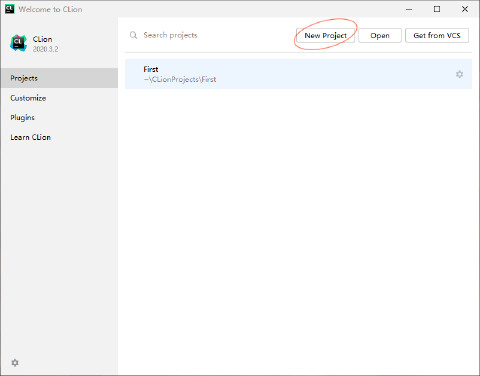 Welcome to CLion
CLion
2020.3.2
Search projects
New Project
Open
Get from VCS
Projects
Customize
Plugins
Learn CLion
First
~\CLionProjects\First